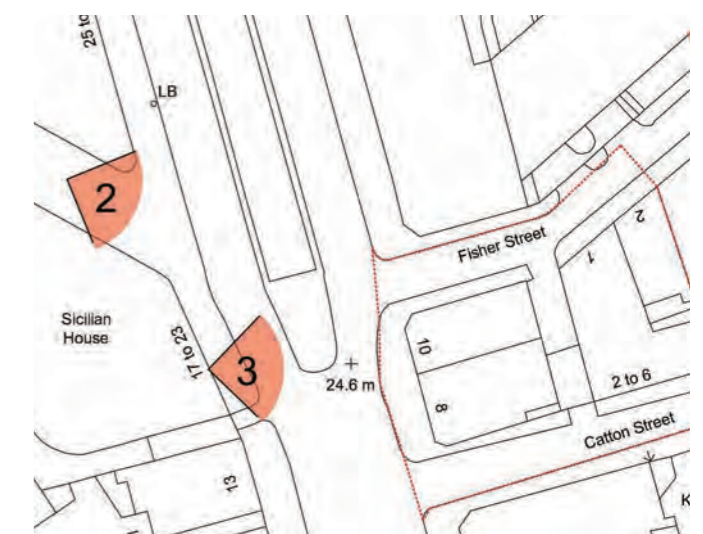 25 to
LB
2
Fisher Street
2
1
Sicilian
House
17 to 23
3
24.6 m
10
8
2 to 6
Catton Street
13
K